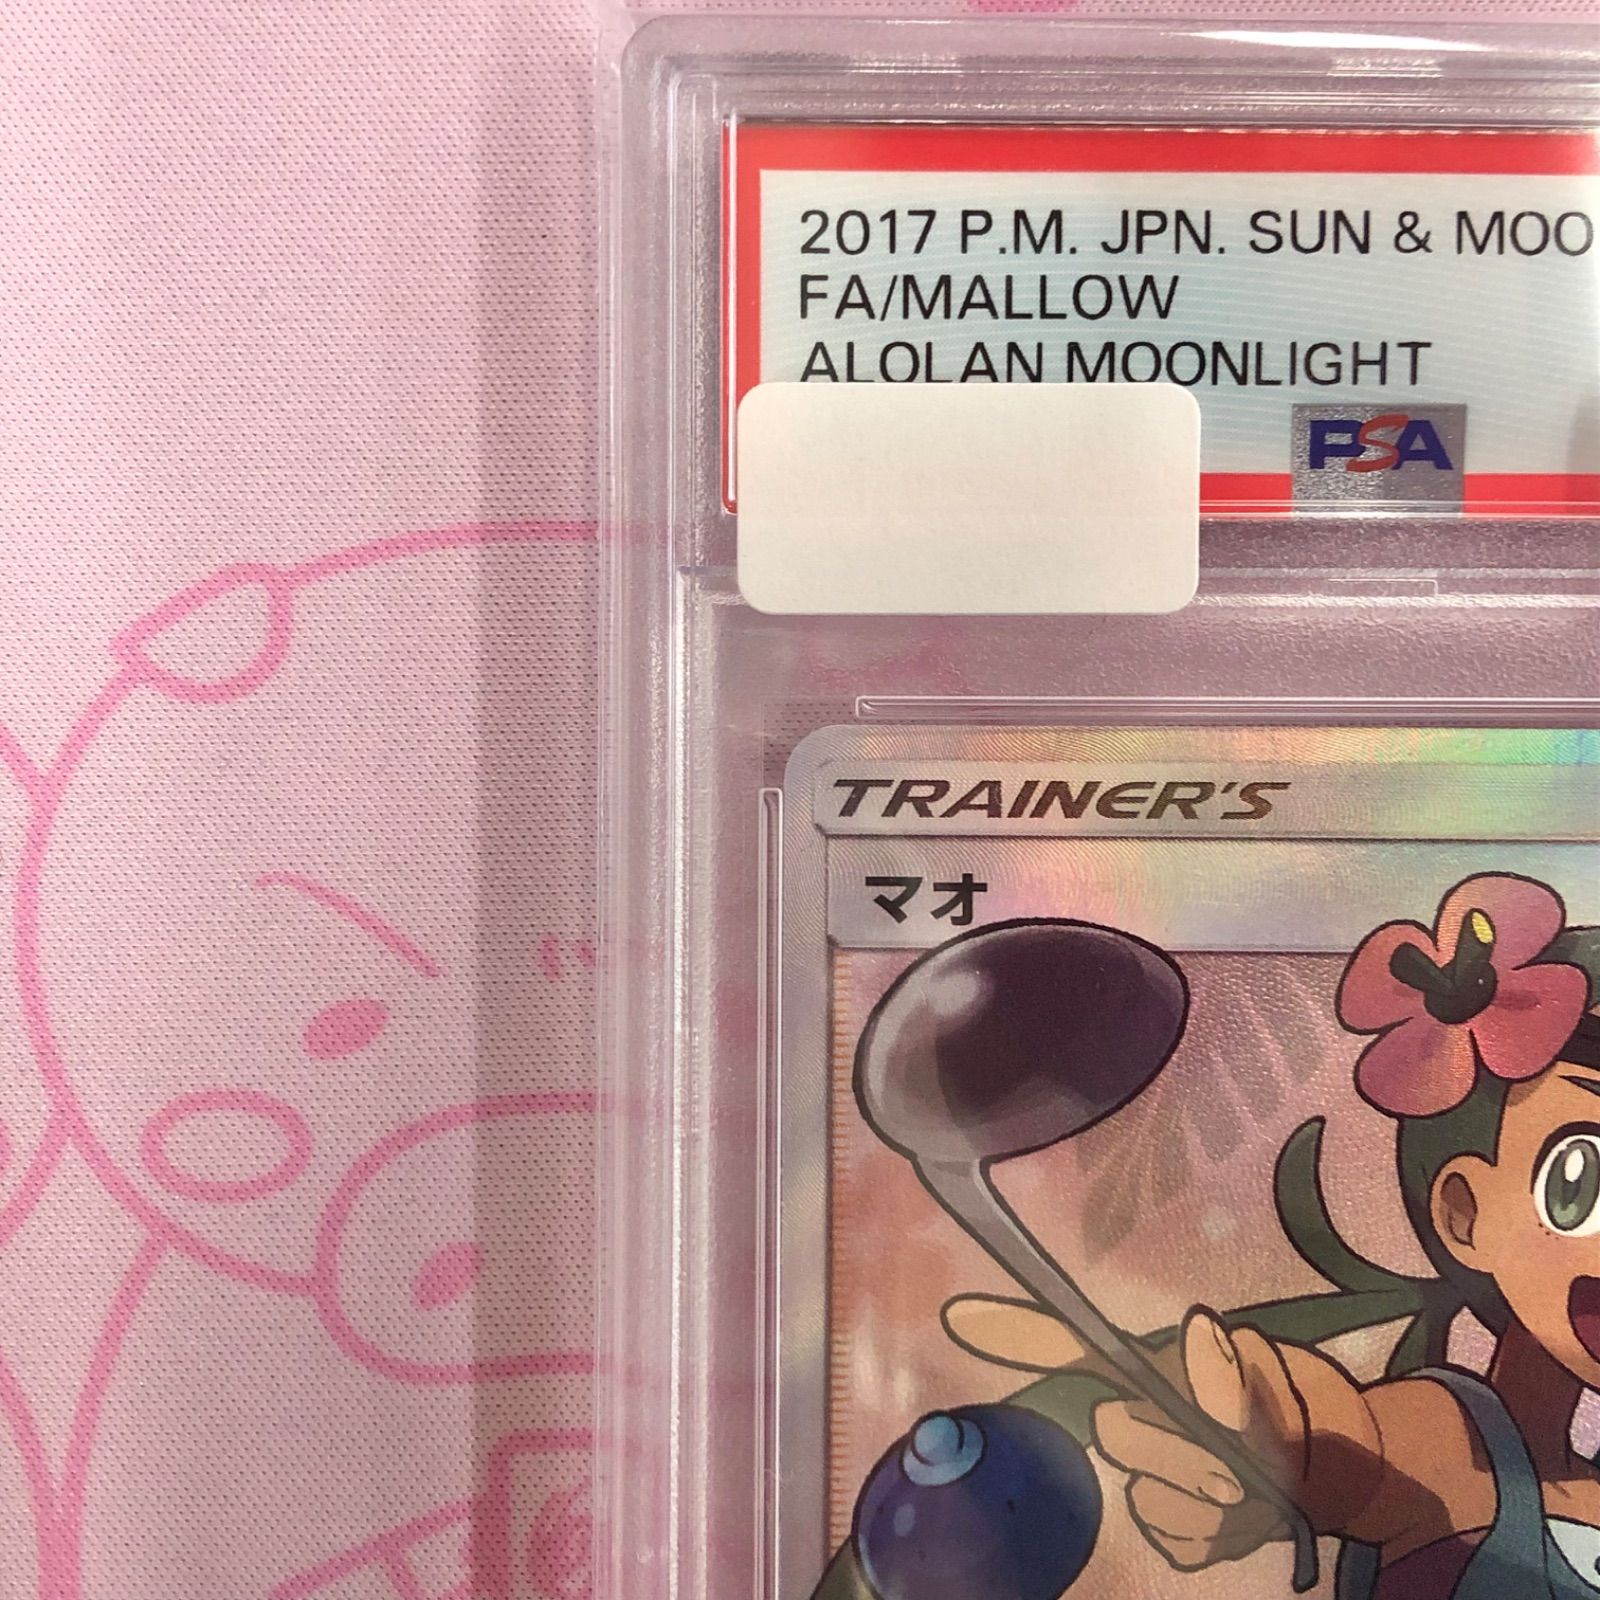 2017 P.M. JPN. SUN & MOO
FA/MALLOW
ALOLAN MOONLIGHT
PSA
TRAINER'S
マオ